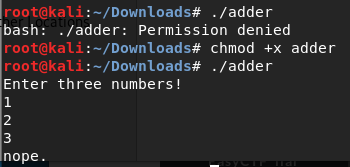 root@kali:~/Downloads# ./adder
bash: ./adder: Permission denied
root@kali:~/Downloads# chmod +x adder
root@kali:~/Downloads# ./adder
Enter three numbers!
1
2
3
nope.